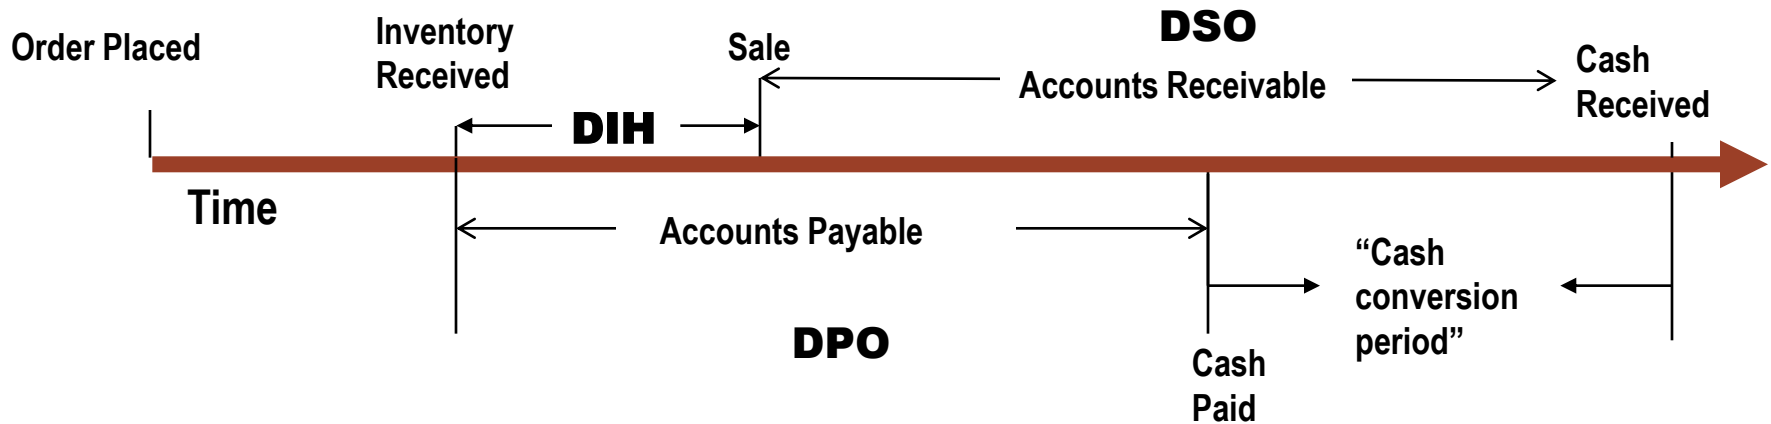 Order Placed
Inventory
Received
Sale
DSO
Accounts Receivable
Cash
Received
DIH
Time
Accounts Payable
“Cash
conversion
period”
DPO
Cash
Paid